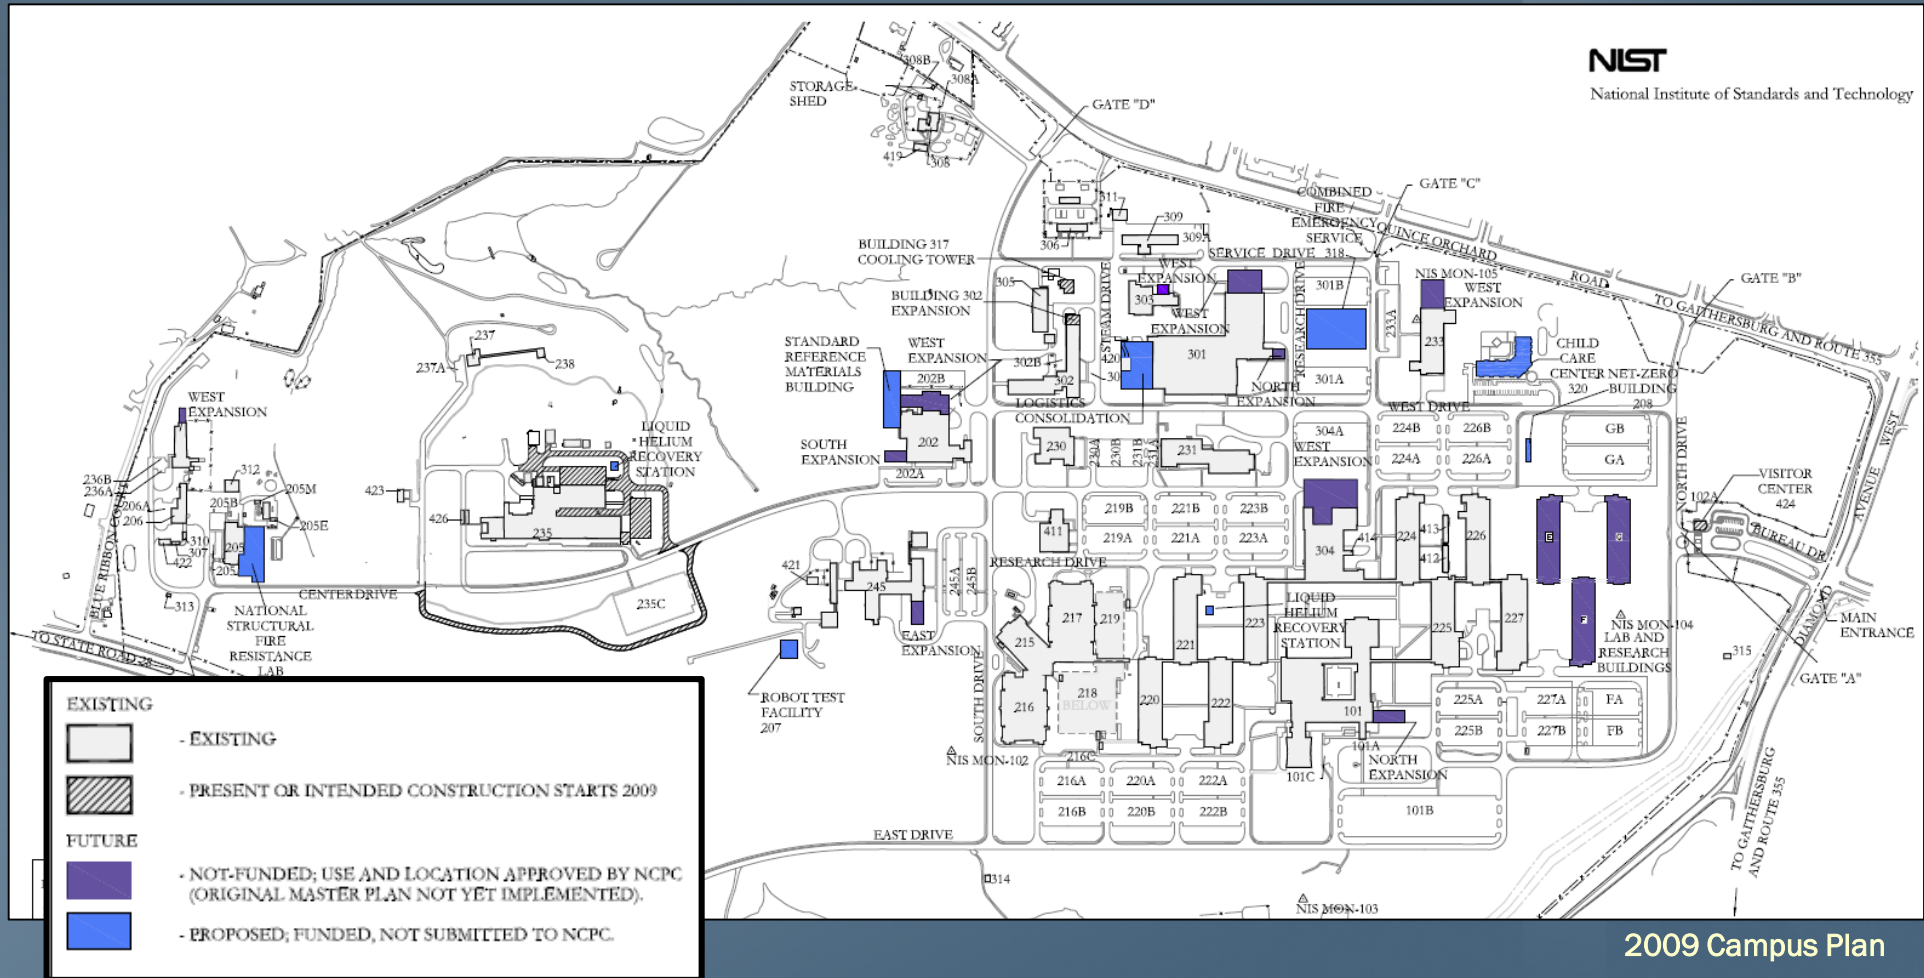 NIST
National Institute of Standards and Technology
308B
308A
STORAGE
SHED
419
308
GATE "D"
GATE "C"
COMBINED
FIRE /
EMERGENCY
SERVICE
318
QUINCE ORCHARD
ROAD
TO GAITHERSBURG AND ROUTE 355
GATE "B"
311
309
309A
306
SERVICE DRIVE
BUILDING 317
COOLING TOWER
305
BUILDING 302
EXPANSION
WEST
EXPANSION
303
WEST
EXPANSION
STEAM DRIVE
RESEARCH DRIVE
301B
233A
NIS MON-105
WEST
EXPANSION
233
CHILD
CARE
CENTER
320
NET-ZERO
BUILDING
208
237
237A
238
STANDARD
REFERENCE
MATERIALS
BUILDING
WEST
EXPANSION
202B
302B
302
420
301
301A
NORTH
EXPANSION
LOGISTICS
CONSOLIDATION
WEST DRIVE
WEST
EXPANSION
LIQUID
HELIUM
RECOVERY
STATION
SOUTH
EXPANSION
202
202A
230
230A
230B
231B
231A
231
304A
WEST
EXPANSION
224B
224A
226B
226A
GB
GA
NORTH DRIVE
WEST
AVENUE
DIAMOND
VISITOR
CENTER
424
102A
BUREAU DR.
236B
236A
206A
206
312
205B
205M
205E
205
310
307
422
313
BLUE RIBBON COURT
423
426
235
235C
CENTER DRIVE
NATIONAL
STRUCTURAL
FIRE
RESISTANCE
LAB
TO STATE ROAD 28
421
245
245A
245B
EAST
EXPANSION
ROBOT TEST
FACILITY
207
411
219B
219A
221B
221A
223B
223A
RESEARCH DRIVE
304
414
224
413
412
226
E
G
F
NIS MON-104
LAB AND
RESEARCH
BUILDINGS
MAIN
ENTRANCE
315
GATE "A"
215
217
219
221
223
LIQUID
HELIUM
RECOVERY
STATION
225
227
216
218
BELOW
220
222
101
101A
101C
NORTH
EXPANSION
SOUTH DRIVE
NIS MON-102
216C
216A
216B
220A
220B
222A
222B
225A
225B
227A
227B
FA
FB
101B
EAST DRIVE
314
NIS MON-103
TO GAITHERSBURG
AND ROUTE 355
EXISTING
- EXISTING
- PRESENT OR INTENDED CONSTRUCTION STARTS 2009
FUTURE
- NOT-FUNDED; USE AND LOCATION APPROVED BY NCPC
(ORIGINAL MASTER PLAN NOT YET IMPLEMENTED).
- PROPOSED; FUNDED, NOT SUBMITTED TO NCPC.
2009 Campus Plan